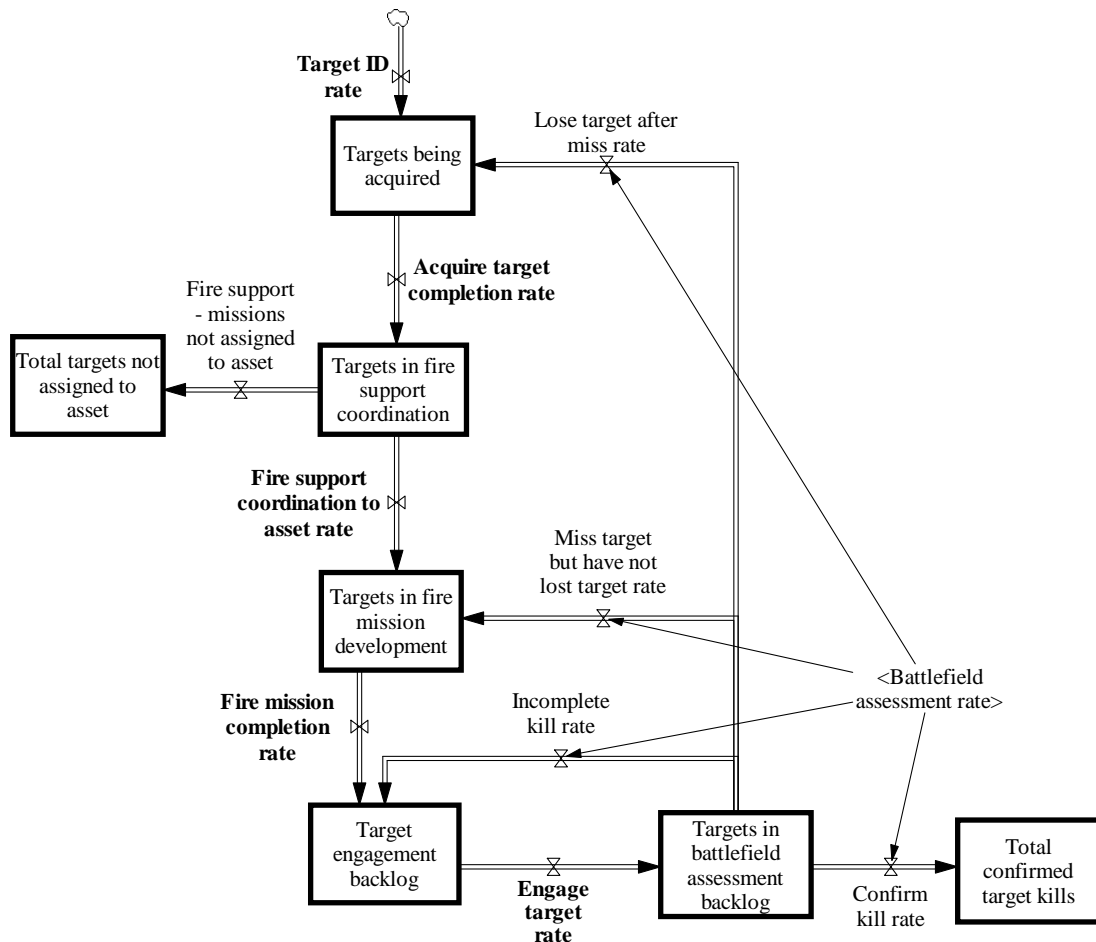 Target ID
rate
Lose target after
miss rate
Targets being
acquired
Acquire target
completion rate
Fire support
- missions
not assigned
to asset
Total targets not
assigned to
asset
Targets in fire
support
coordination
Fire support
coordination to
asset rate
Miss target
but have not
lost target rate
Targets in fire
mission
development
<Battlefield
assessment rate>
Fire mission
completion
rate
Incomplete
kill rate
Target
engagement
backlog
Engage
target
rate
Targets in
battlefield
assessment
backlog
Confirm
kill rate
Total
confirmed
target kills